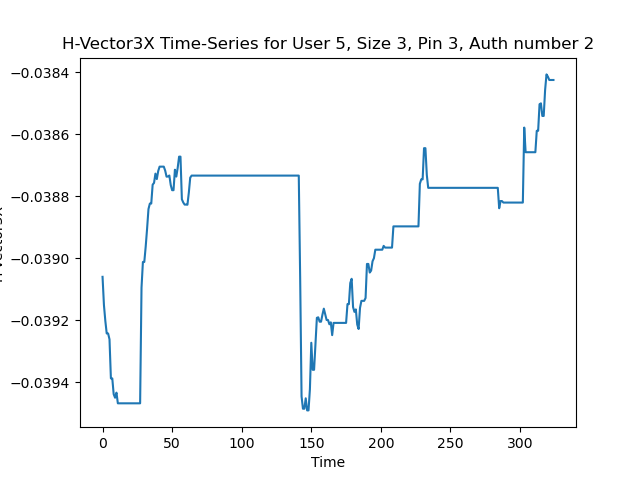 H-Vector3X Time-Series for User 5, Size 3, Pin 3, Auth number 2
−0.0384
−0.0386
−0.0388
−0.0390
−0.0392
−0.0394
0 50 100 150 200 250 300
Time